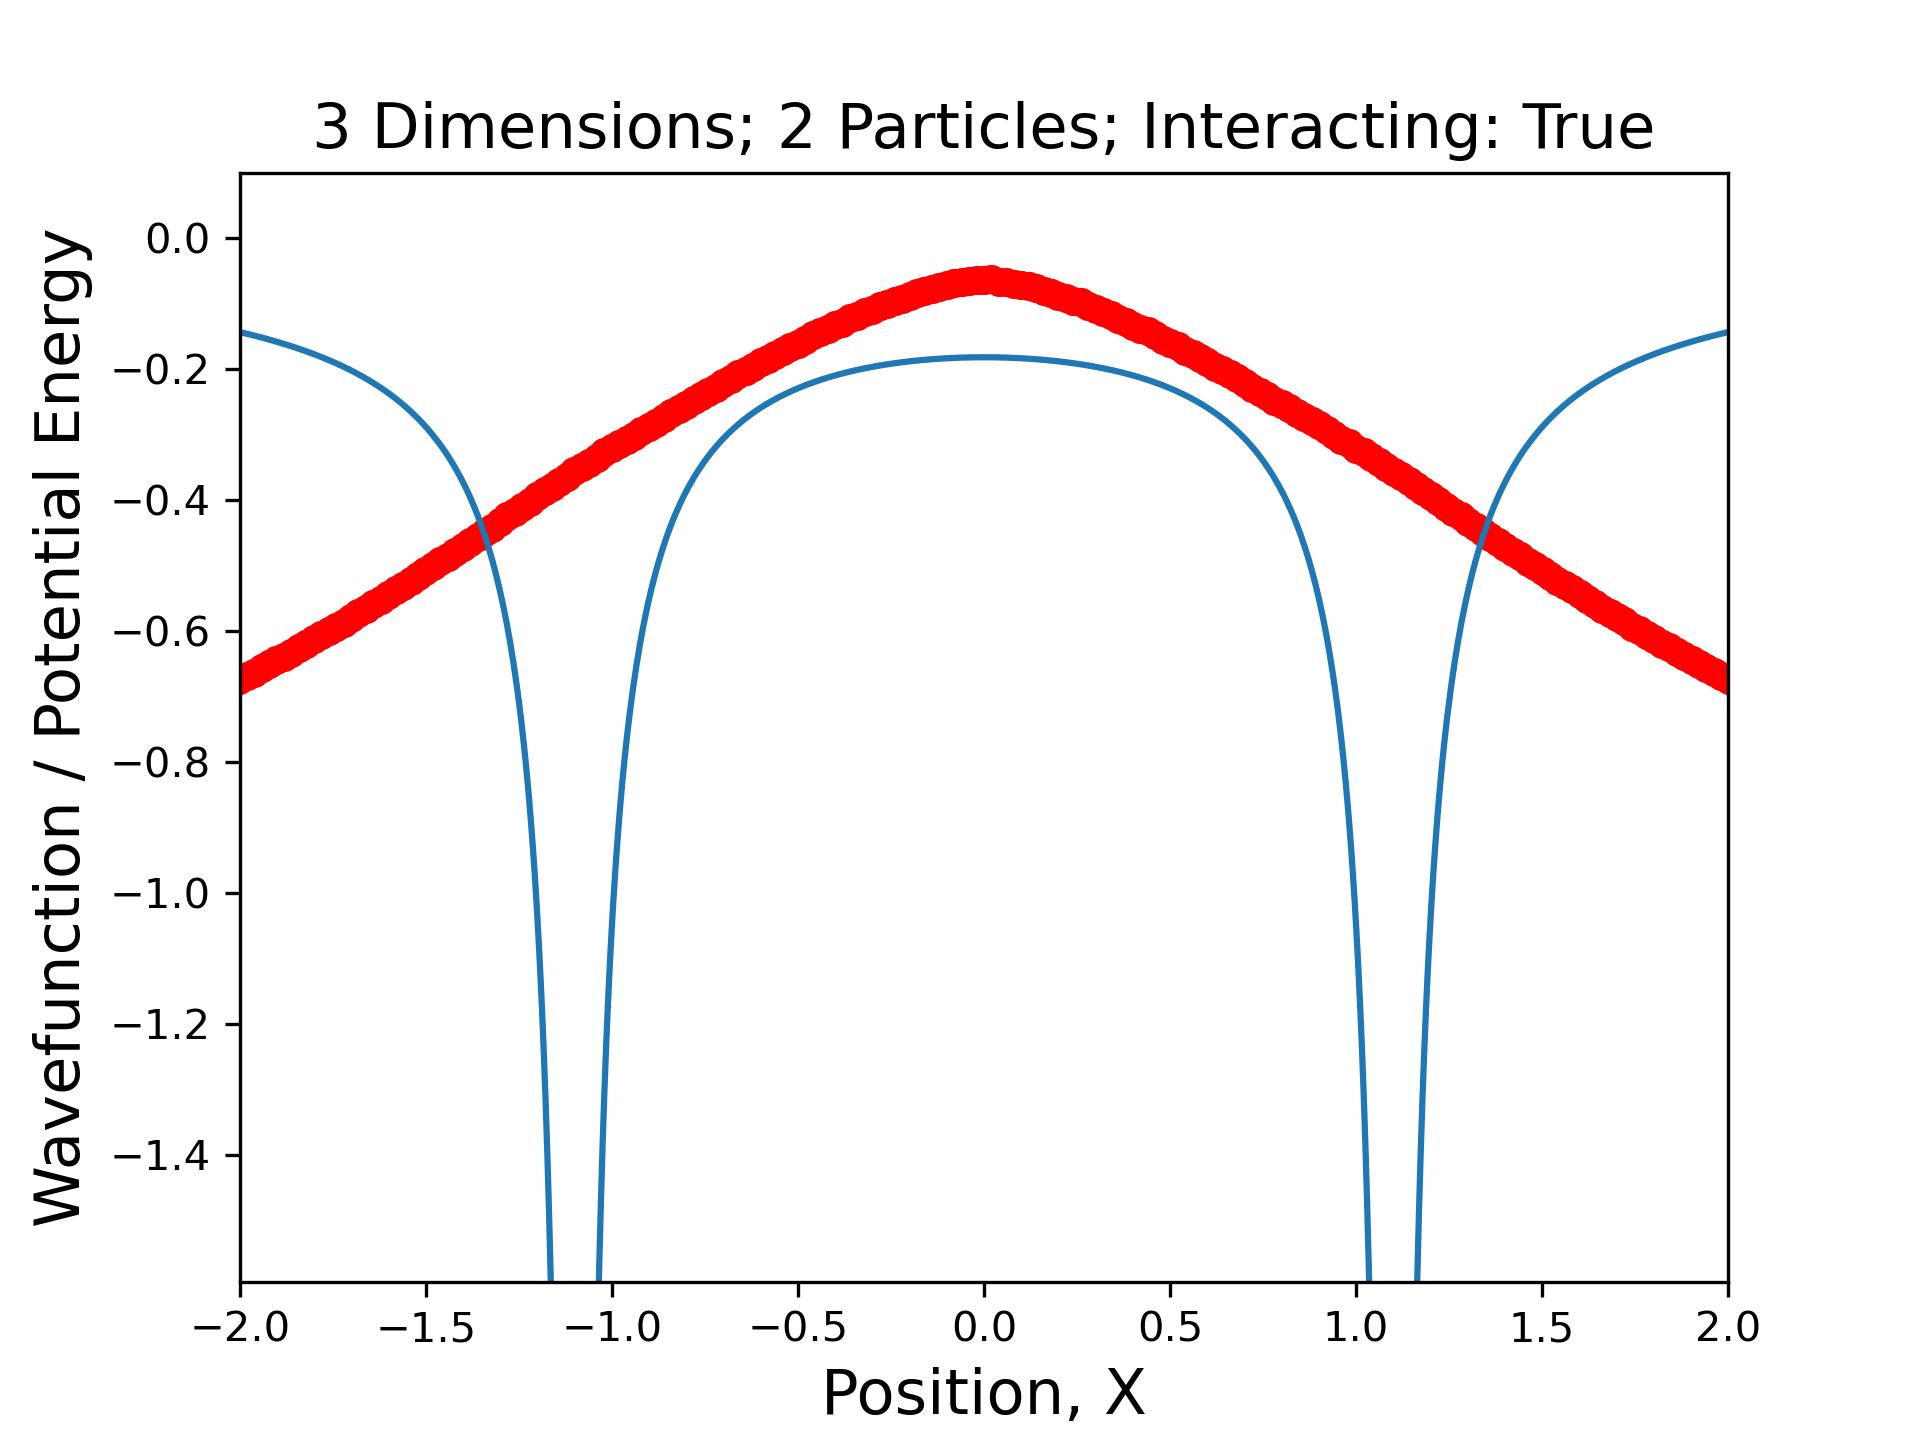 3 Dimensions; 2 Particles; Interacting: True
Wavefunction / Potential Energy
0.0
−0.2
−0.4
−0.6
−0.8
−1.0
−1.2
−1.4
−2.0 −1.5 −1.0 −0.5 0.0 0.5 1.0 1.5 2.0
Position, X